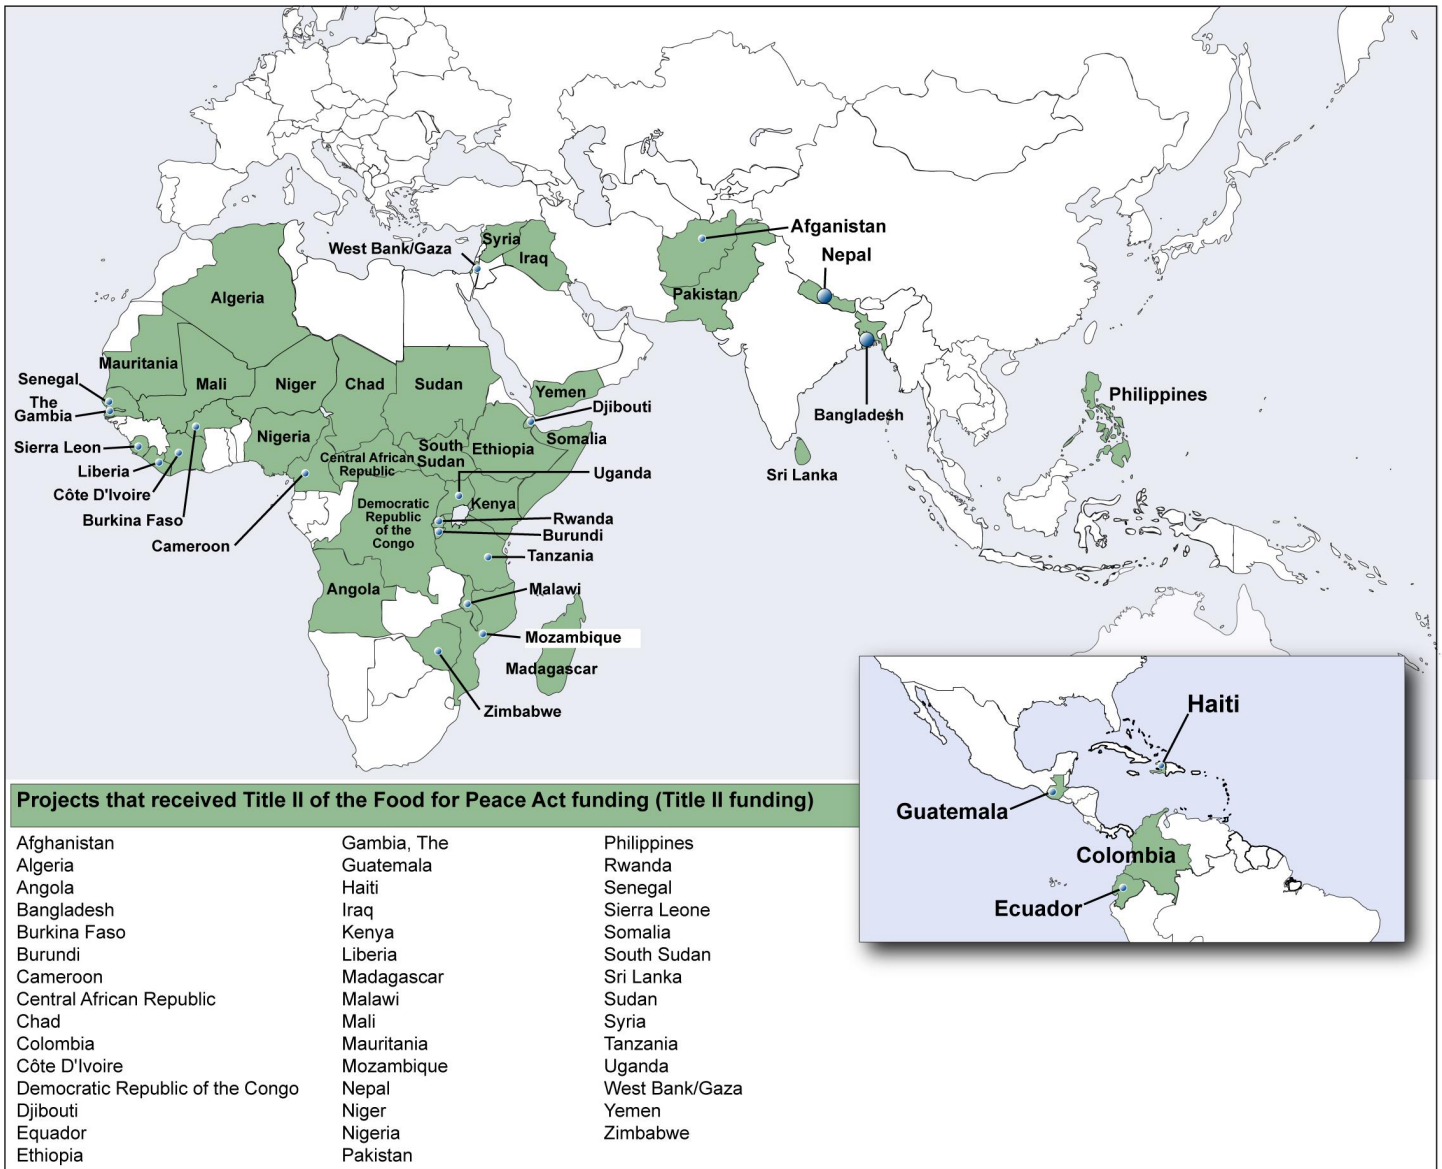 West Bank/Gaza
Syria
Iraq
Afganistan
Nepal
Pakistan
Algeria
Mauritania
Mali
Niger
Chad
Sudan
Yemen
Senegal
The
Gambia
Djibouti
Bangladesh
Philippines
Sri Lanka
Nigeria
Somalia
Ethiopia
South
Sudan
Central African
Republic
Sierra Leon
Liberia
Côte D'Ivoire
Burkina Faso
Cameroon
Uganda
Kenya
Democratic
Republic
of the
Congo
Rwanda
Burundi
Tanzania
Angola
Malawi
Mozambique
Madagascar
Zimbabwe
Haiti
Guatemala
Colombia
Ecuador
Projects that received Title II of the Food for Peace Act funding (Title II funding)
Afghanistan
Algeria
Angola
Bangladesh
Burkina Faso
Burundi
Cameroon
Central African Republic
Chad
Colombia
Côte D'Ivoire
Democratic Republic of the Congo
Djibouti
Equador
Ethiopia
Gambia, The
Guatemala
Haiti
Iraq
Kenya
Liberia
Madagascar
Malawi
Mali
Mauritania
Mozambique
Nepal
Niger
Nigeria
Pakistan
Philippines
Rwanda
Senegal
Sierra Leone
Somalia
South Sudan
Sri Lanka
Sudan
Syria
Tanzania
Uganda
West Bank/Gaza
Yemen
Zimbabwe